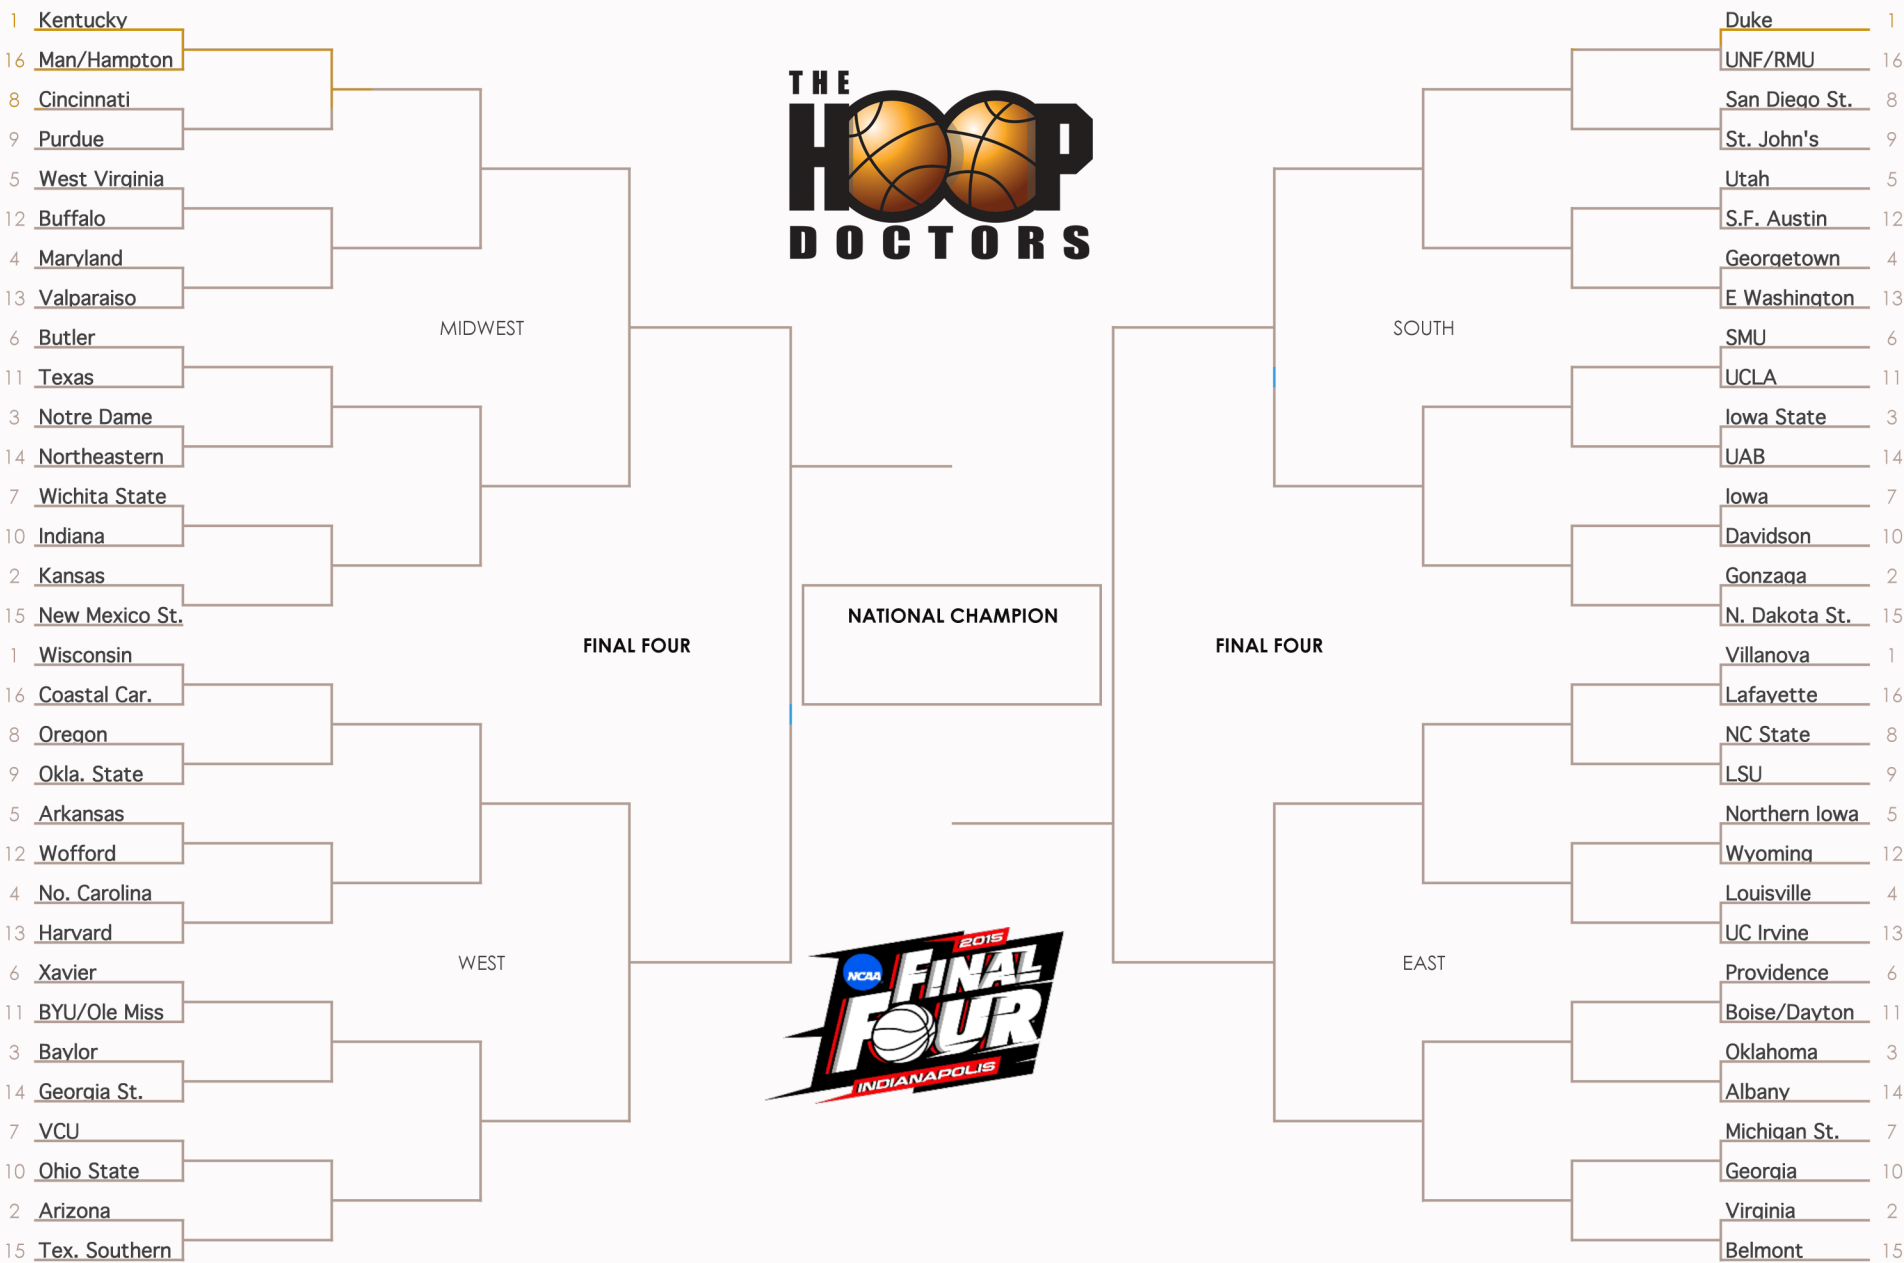 1 Kentucky
16 Man/Hampton
8 Cincinnati
9 Purdue
5 West Virginia
12 Buffalo
4 Maryland
13 Valparaiso
6 Butler
11 Texas
3 Notre Dame
14 Northeastern
7 Wichita State
10 Indiana
2 Kansas
15 New Mexico St.
MIDWEST
1 Wisconsin
16 Coastal Car.
8 Oregon
9 Okla. State
5 Arkansas
12 Wofford
4 No. Carolina
13 Harvard
6 Xavier
11 BYU/Ole Miss
3 Baylor
14 Georgia St.
7 VCU
10 Ohio State
2 Arizona
15 Tex. Southern
WEST
FINAL FOUR
THE
HOOP
DOCTORS
NATIONAL CHAMPION
2015
NCAA
FINAL
FOUR
INDIANAPOLIS
FINAL FOUR
Duke 1
UNF/RMU 16
San Diego St. 8
St. John's 9
Utah 5
S.F. Austin 12
Georgetown 4
E Washington 13
SMU 6
UCLA 11
Iowa State 3
UAB 14
Iowa 7
Davidson 10
Gonzaga 2
N. Dakota St. 15
SOUTH
Villanova 1
Lafayette 16
NC State 8
LSU 9
Northern Iowa 5
Wyoming 12
Louisville 4
UC Irvine 13
Providence 6
Boise/Dayton 11
Oklahoma 3
Albany 14
Michigan St. 7
Georgia 10
Virginia 2
Belmont 15
EAST